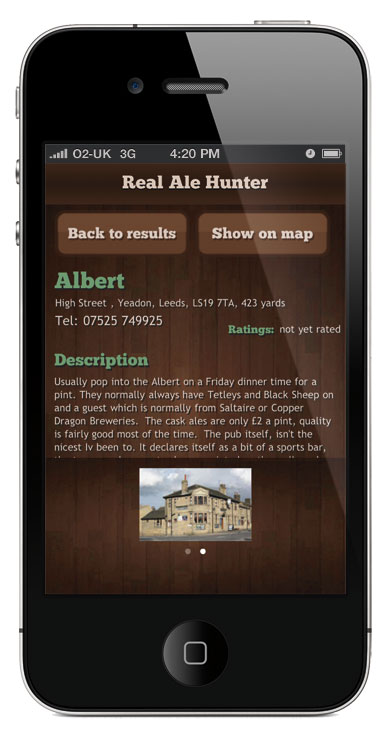 O2-UK 3G 4:20 PM
Real Ale Hunter
Back to results Show on map
Albert
High Street , Yeadon, Leeds, LS19 7TA, 423 yards
Tel: 07525 749925
Ratings: not yet rated
Description
Usually pop into the Albert on a Friday dinner time for a
pint. They normally always have Tetleys and Black Sheep on
and a guest which is normally from Saltaire or Copper
Dragon Breweries. The cask ales are only £2 a pint, quality
is fairly good most of the time. The pub itself, isn't the
nicest Iv been to. It declares itself as a bit of a sports bar,